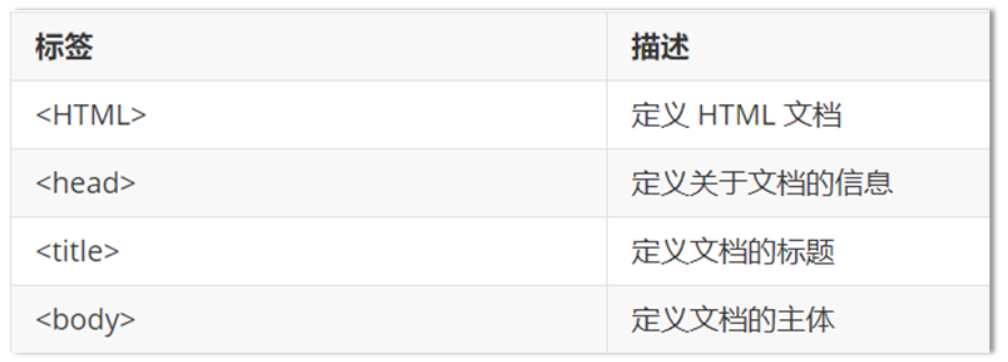 标签 描述
<HTML> 定义 HTML 文档
<head> 定义关于文档的信息
<title> 定义文档的标题
<body> 定义文档的主体